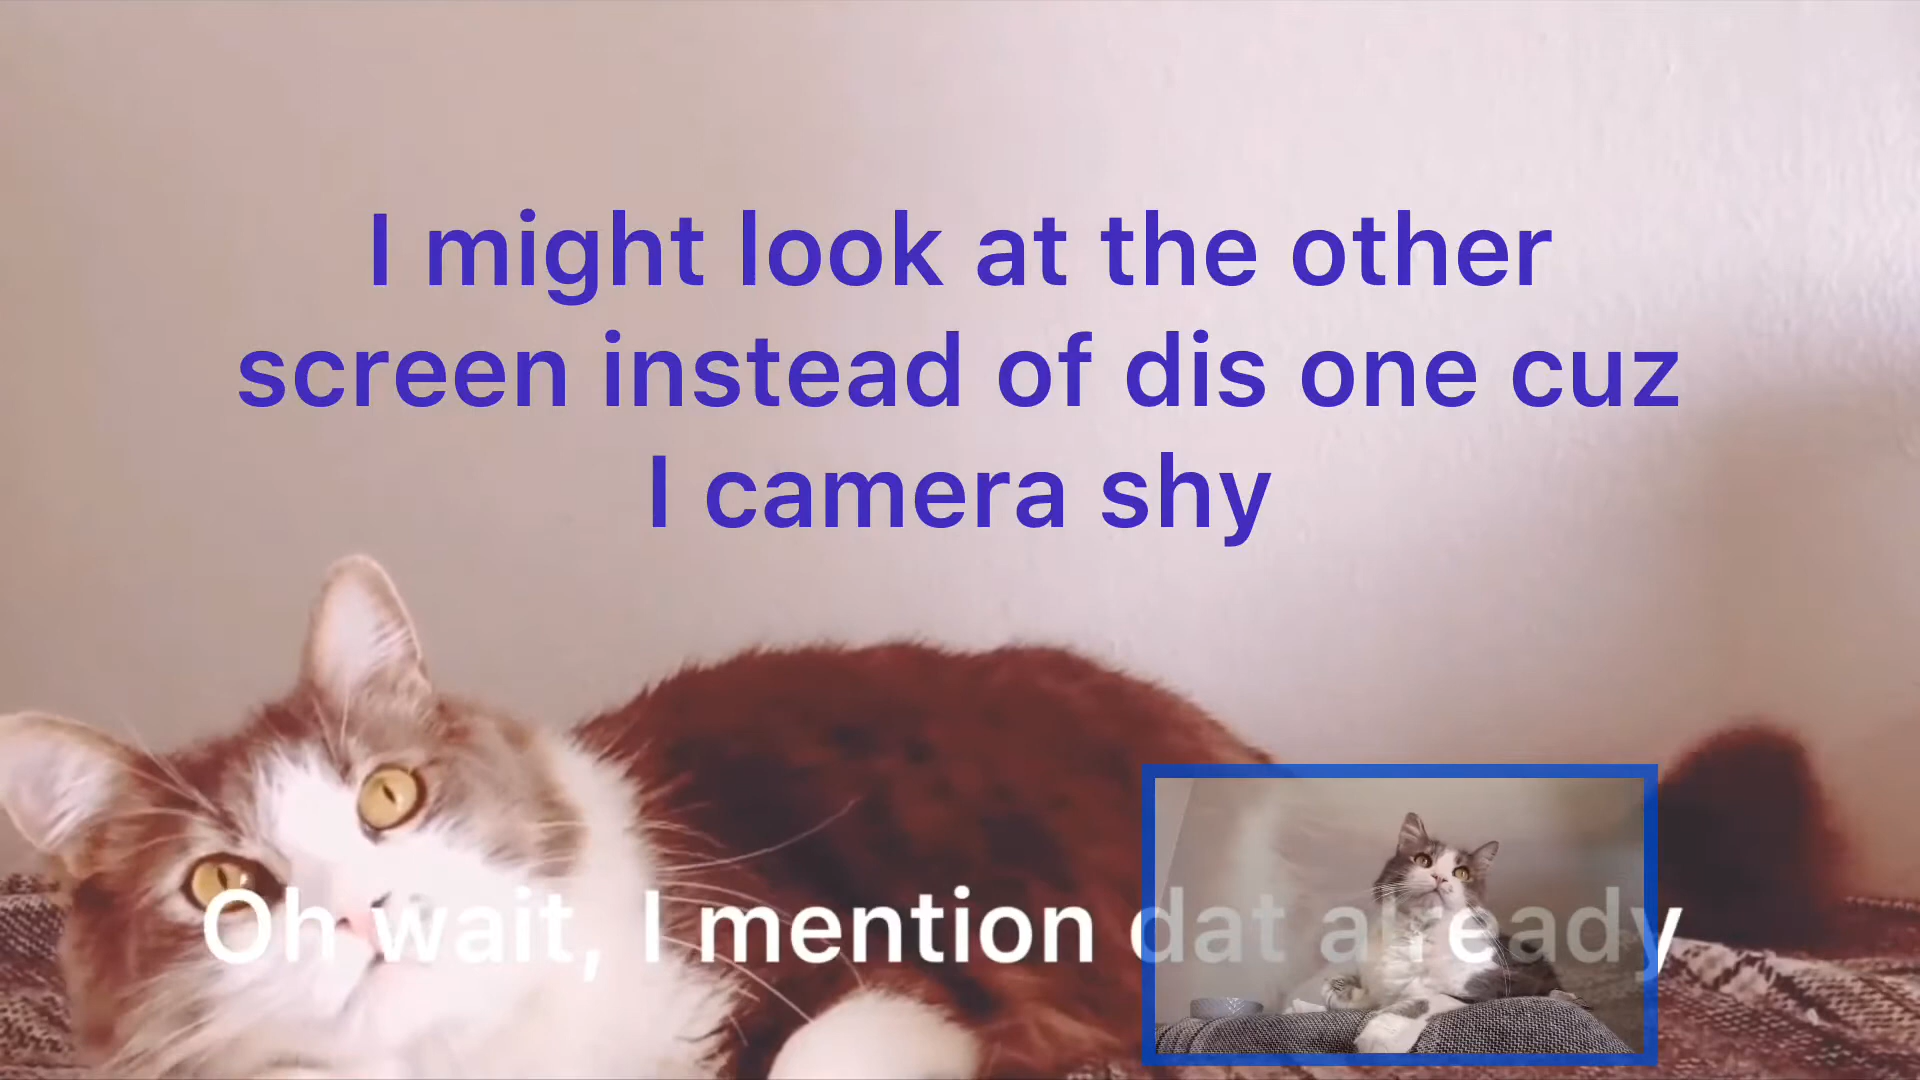 I might look at the other
screen instead of dis one cuz
I camera shy
Oh wait, I mention dat already